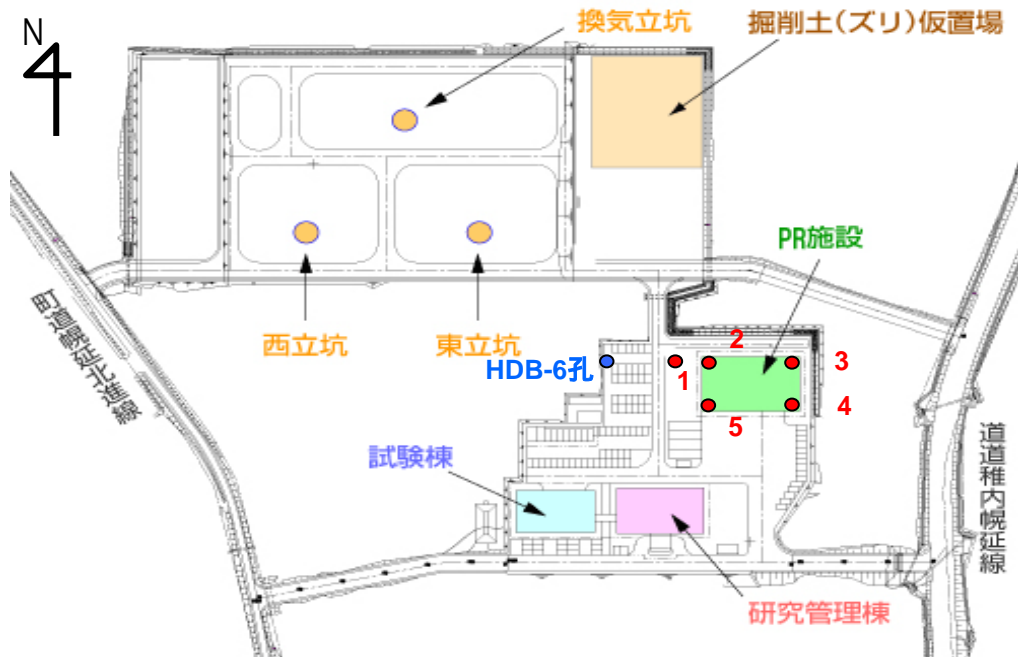 N
換気立坑
掘削土(ズリ)仮置場
PR施設
町道幌延北進線
西立坑
東立坑
HDB-6孔
1
2
3
4
5
試験棟
道道稚内幌延線
研究管理棟